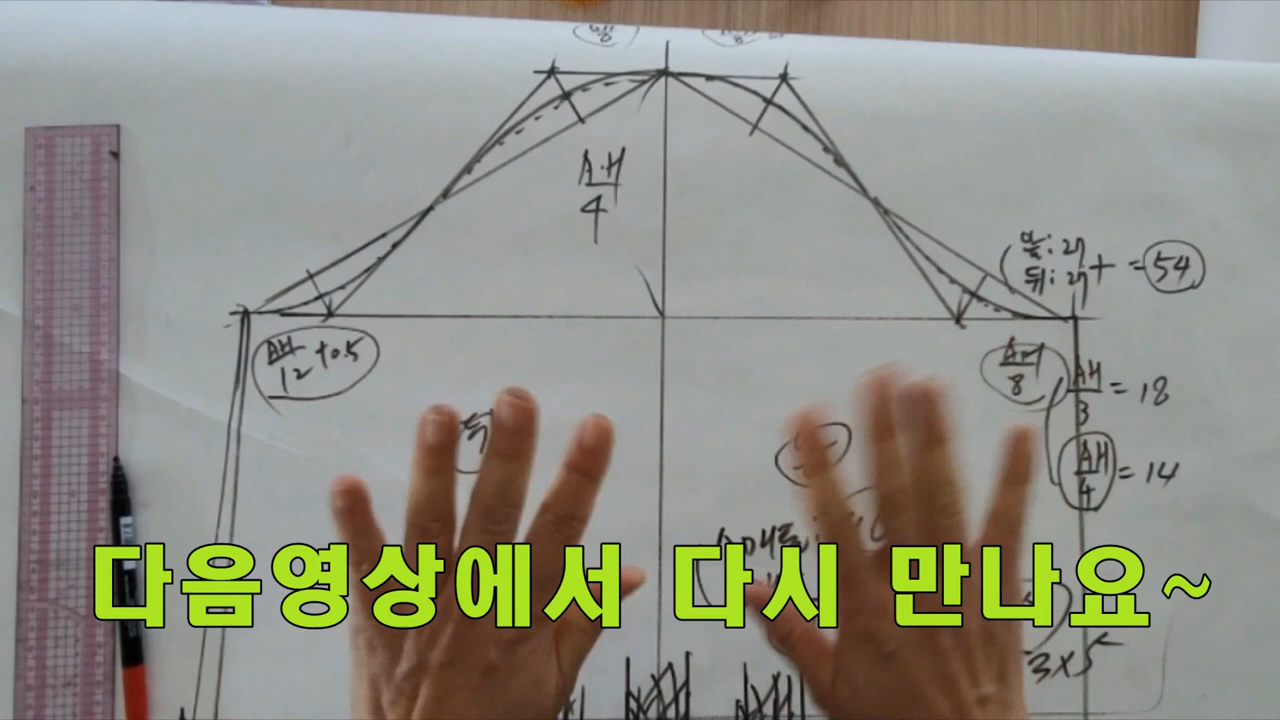 A·H
4
앞: 27
뒤: 27 + = 54
AH
12 +0.5
AH
8
AH
3 = 18
AH
4 = 14
다음영상에서 다시 만나요~
3x5